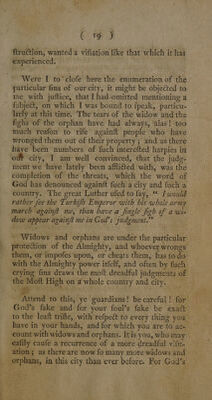 ( 19 )
ſtruction, wanted a viſitation like that which it has
experienced.
Were I to cloſe here the enumeration of the
particular ſins of our city, it might be objected to
me with juſtice, that I had omitted mentioning a
ſubject, on which I was bound to ſpeak, particu-
larly at this time. The tears of the widow and the
ſighs of the orphan have had always, alas! too
much reaſon to riſe againſt people who have
wronged them out of their property; and as there
have been numbers of ſuch intereſted harpies in
our city, I am well convinced, that the judg-
ment we have lately been afflicted with, was the
completion of the threats, which the word of
God has denounced againſt ſuch a city and ſuch a
country. The great Luther uſed to ſay, " I would
rather ſee the Turkiſh Emperor with his whole army
march againſt me, than have a ſingle ſigh of a wi-
dow appear againſt me in God's judgment."
Widows and orphans are under the particular
protection of the Almighty, and whoever wrongs
them, or impoſes upon, or cheats them, has to do
with the Almighty power itſelf, and often by ſuch
crying ſins draws the moſt dreadful judgments of
the Moſt High on a whole country and city.
Attend to this, ye guardians! be careful! for
God's ſake and for your ſoul's ſake be exact
to the leaſt trifle, with reſpect to every thing you
have in your hands, and for which you are to ac-
count with widows and orphans. It is you, who may
eaſily cauſe a recurrence of a more dreadful viſit-
ation; as there are now ſo many more widows and
orphans, in this city than ever before. For God's